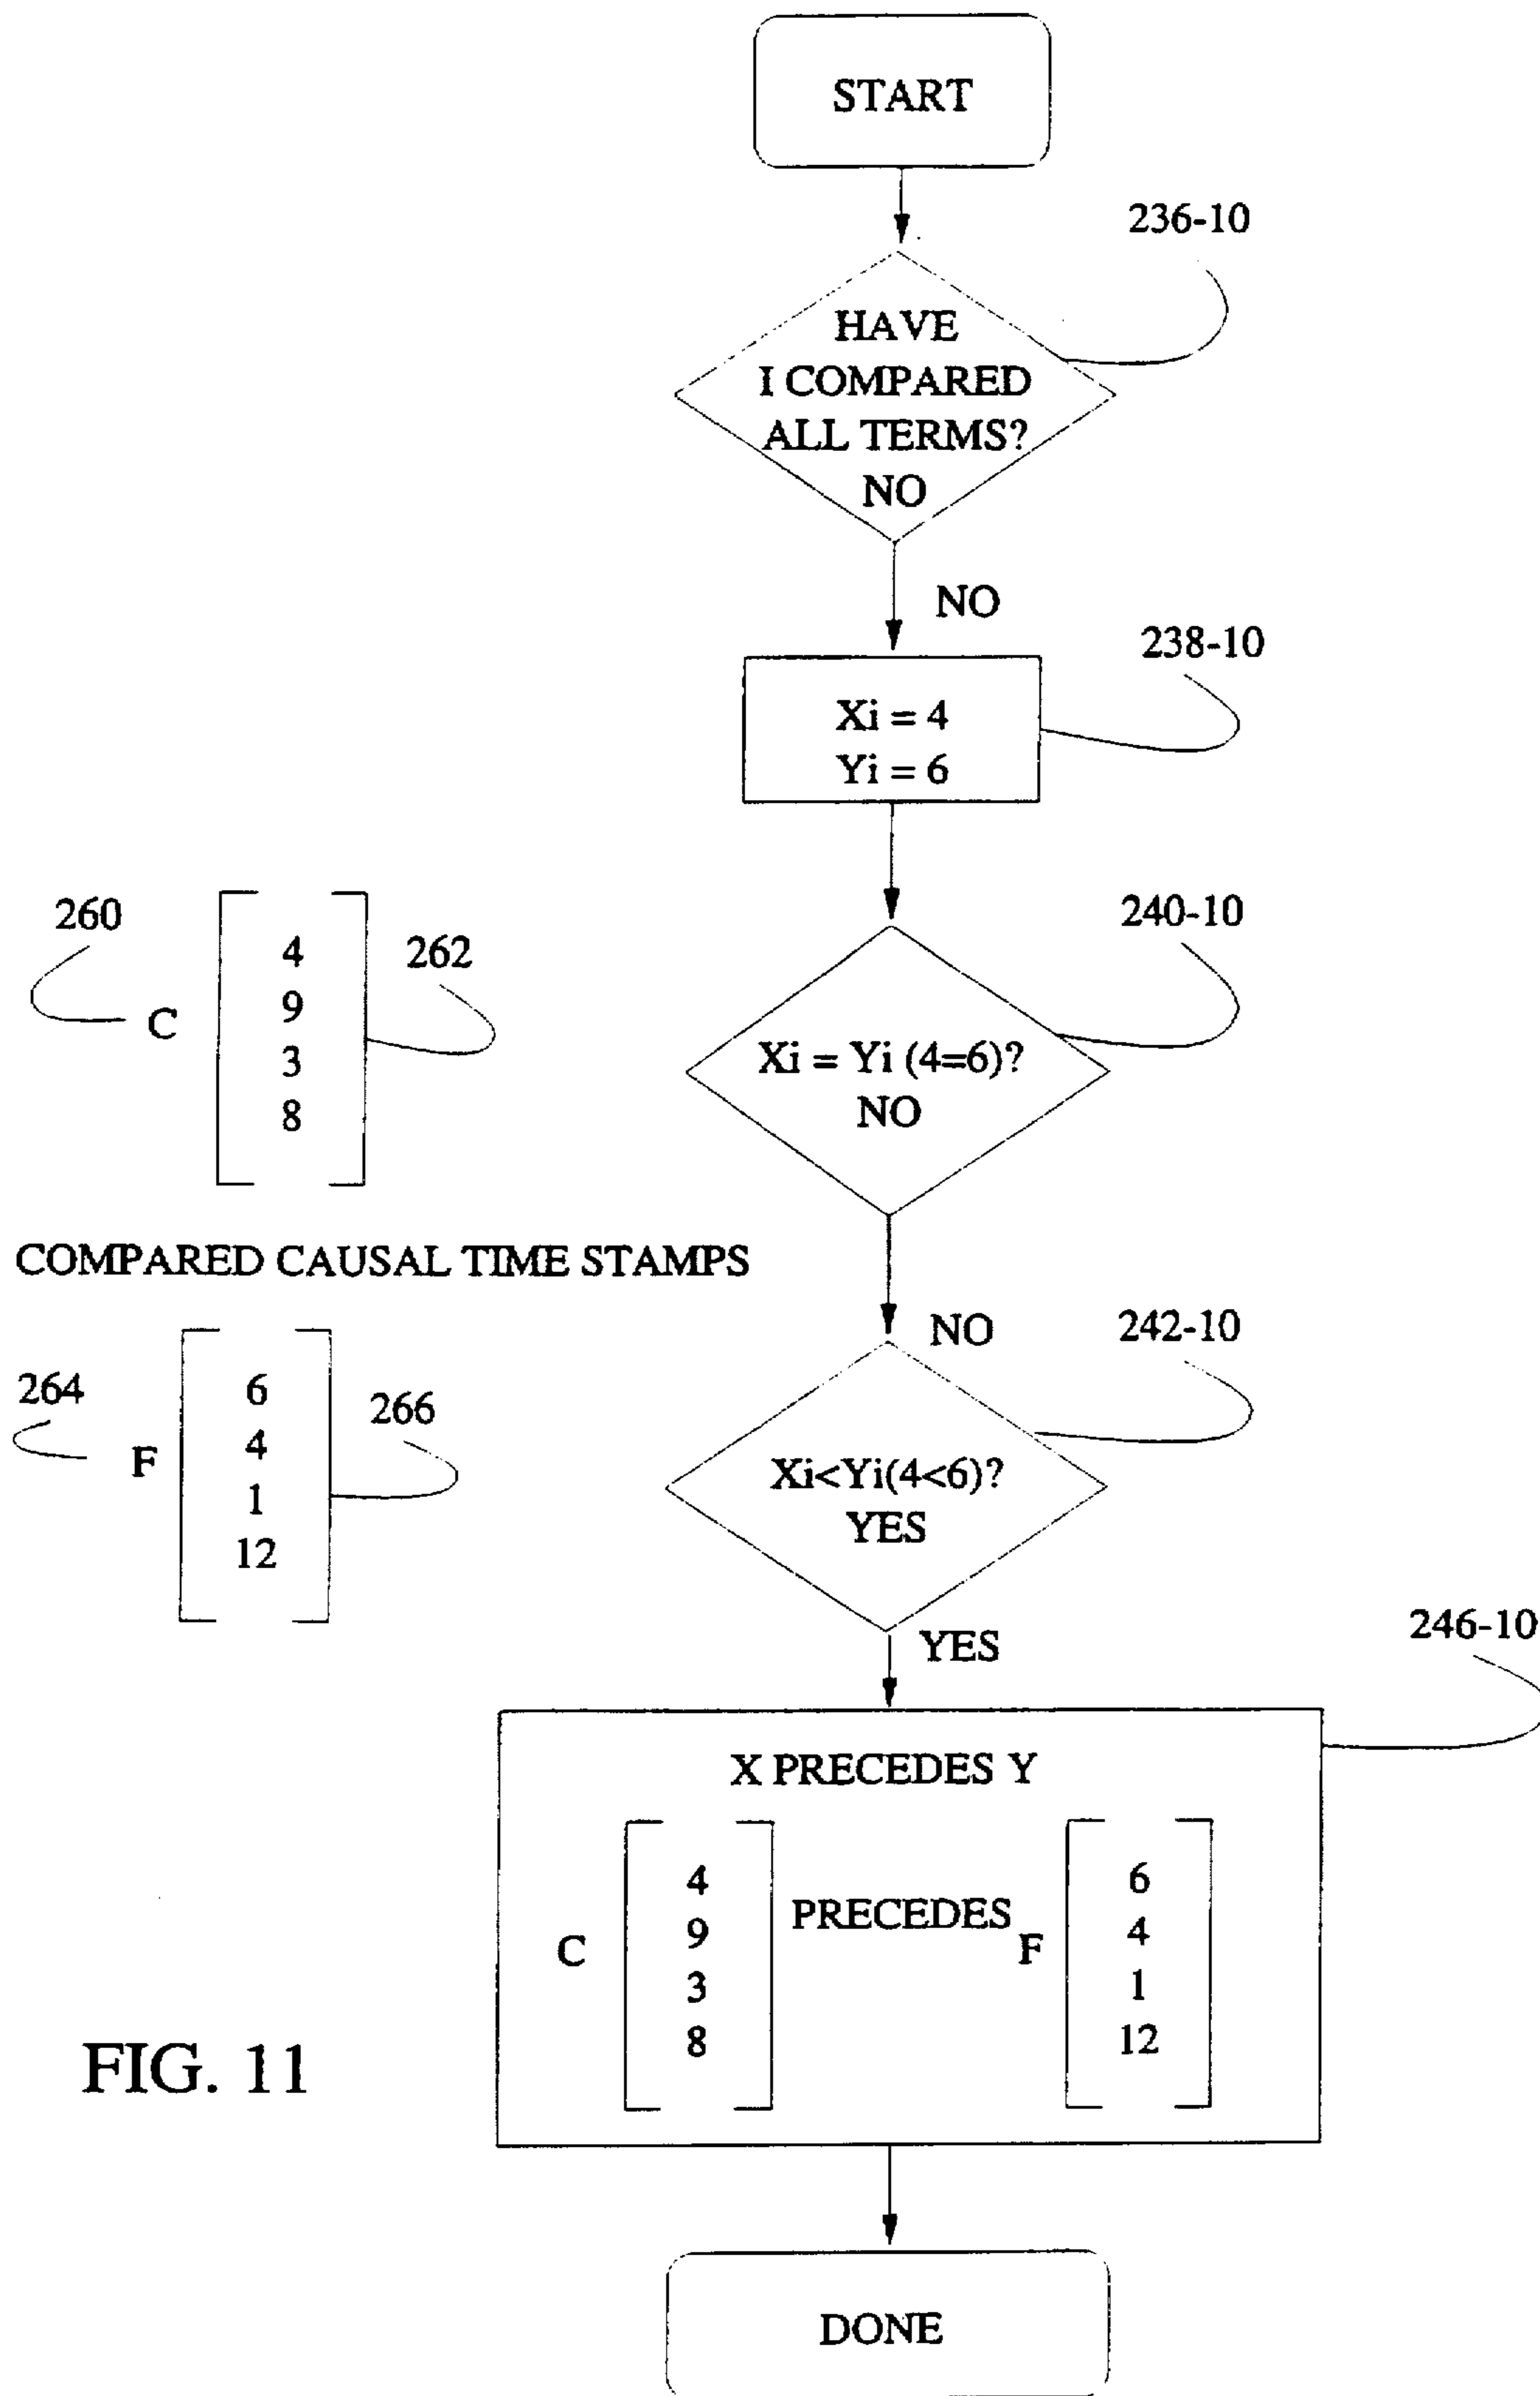 START
236-10
HAVE
I COMPARED
ALL TERMS?
NO
NO
238-10
Xi = 4
Yi = 6
240-10
260
C
4
9
3
8
262
Xi = Yi (4=6)?
NO
COMPARED CAUSAL TIME STAMPS
NO
242-10
264
F
6
4
1
12
266
Xi<Yi(4<6)?
YES
YES
246-10
X PRECEDES Y
C
4
9
3
8
PRECEDES
F
6
4
1
12
FIG. 11
DONE